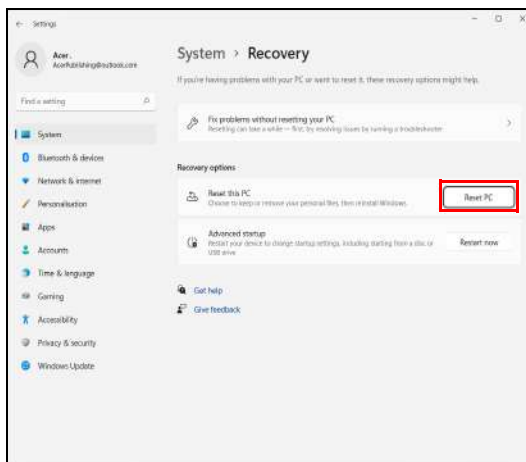 Settings
Acer .
AcerPublishing@outlook.com
Find a setting
System
Bluetooth & devices
Network & internet
Personalisation
Apps
Accounts
Time & language
Gaming
Accessibility
Privacy & security
Windows Update
System > Recovery
If you're having problems with your PC or want to reset it, these recovery options might help.
Fix problems without resetting your PC
Resetting can take a while — first, try resolving issues by running a troubleshooter
Recovery options
Reset this PC
Choose to keep or remove your personal files, then reinstall Windows
Reset PC
Advanced startup
Restart your device to change startup settings, including starting from a disc or
USB drive
Restart now
Get help
Give feedback